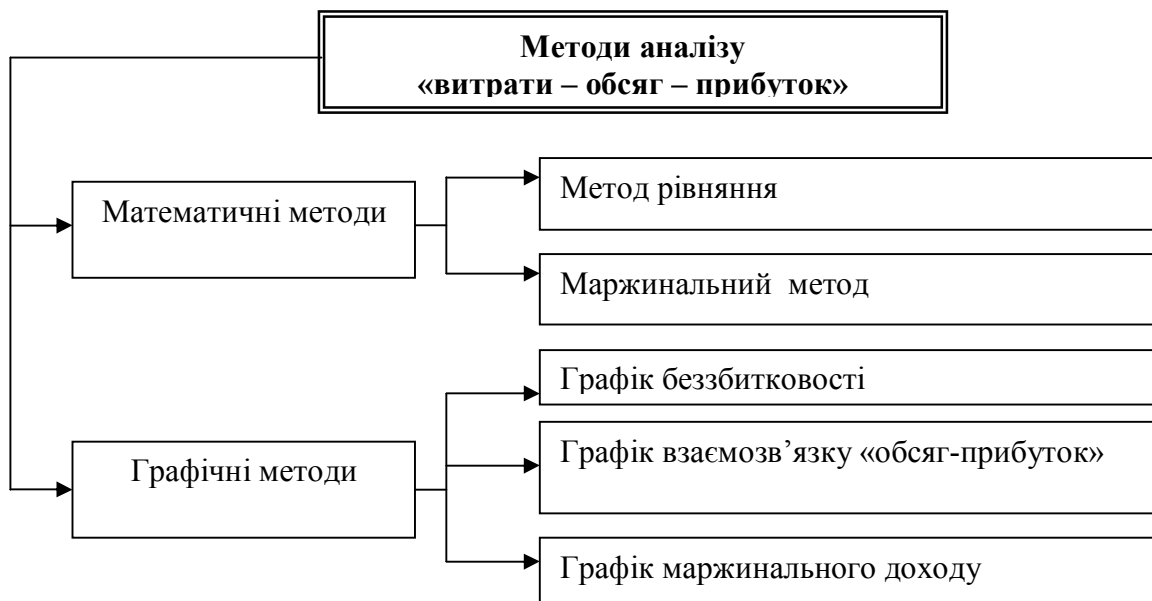 Методи аналізу
«витрати – обсяг – прибуток»
Математичні методи
Метод рівняння
Маржинальний метод
Графічні методи
Графік беззбитковості
Графік взаємозв’язку «обсяг-прибуток»
Графік маржинального доходу